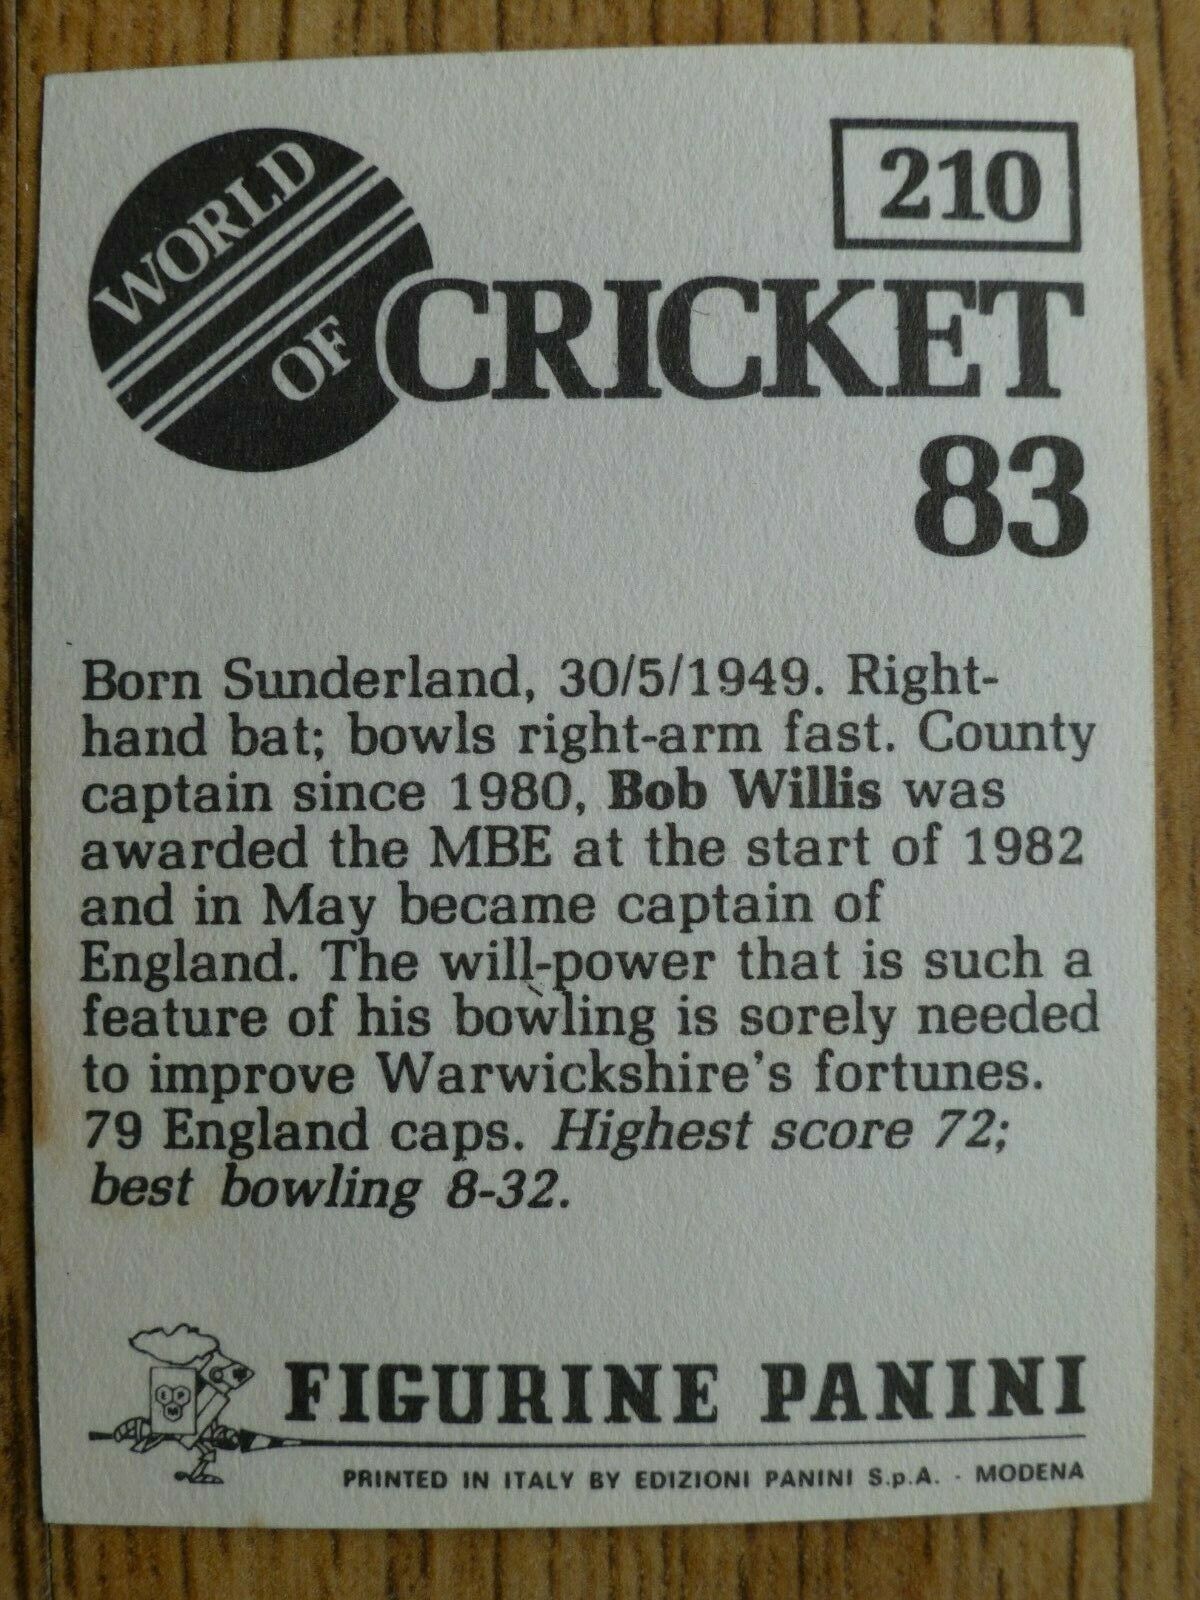 210
WORLD
OF
CRICKET
83
Born Sunderland, 30/5/1949. Right-
hand bat; bowls right-arm fast. County
captain since 1980, Bob Willis was
awarded the MBE at the start of 1982
and in May became captain of
England. The will-power that is such a
feature of his bowling is sorely needed
to improve Warwickshire's fortunes.
79 England caps. Highest score 72;
best bowling 8-32.
FIGURINE PANINI
PRINTED IN ITALY BY EDIZIONI PANINI S.p.A. - MODENA